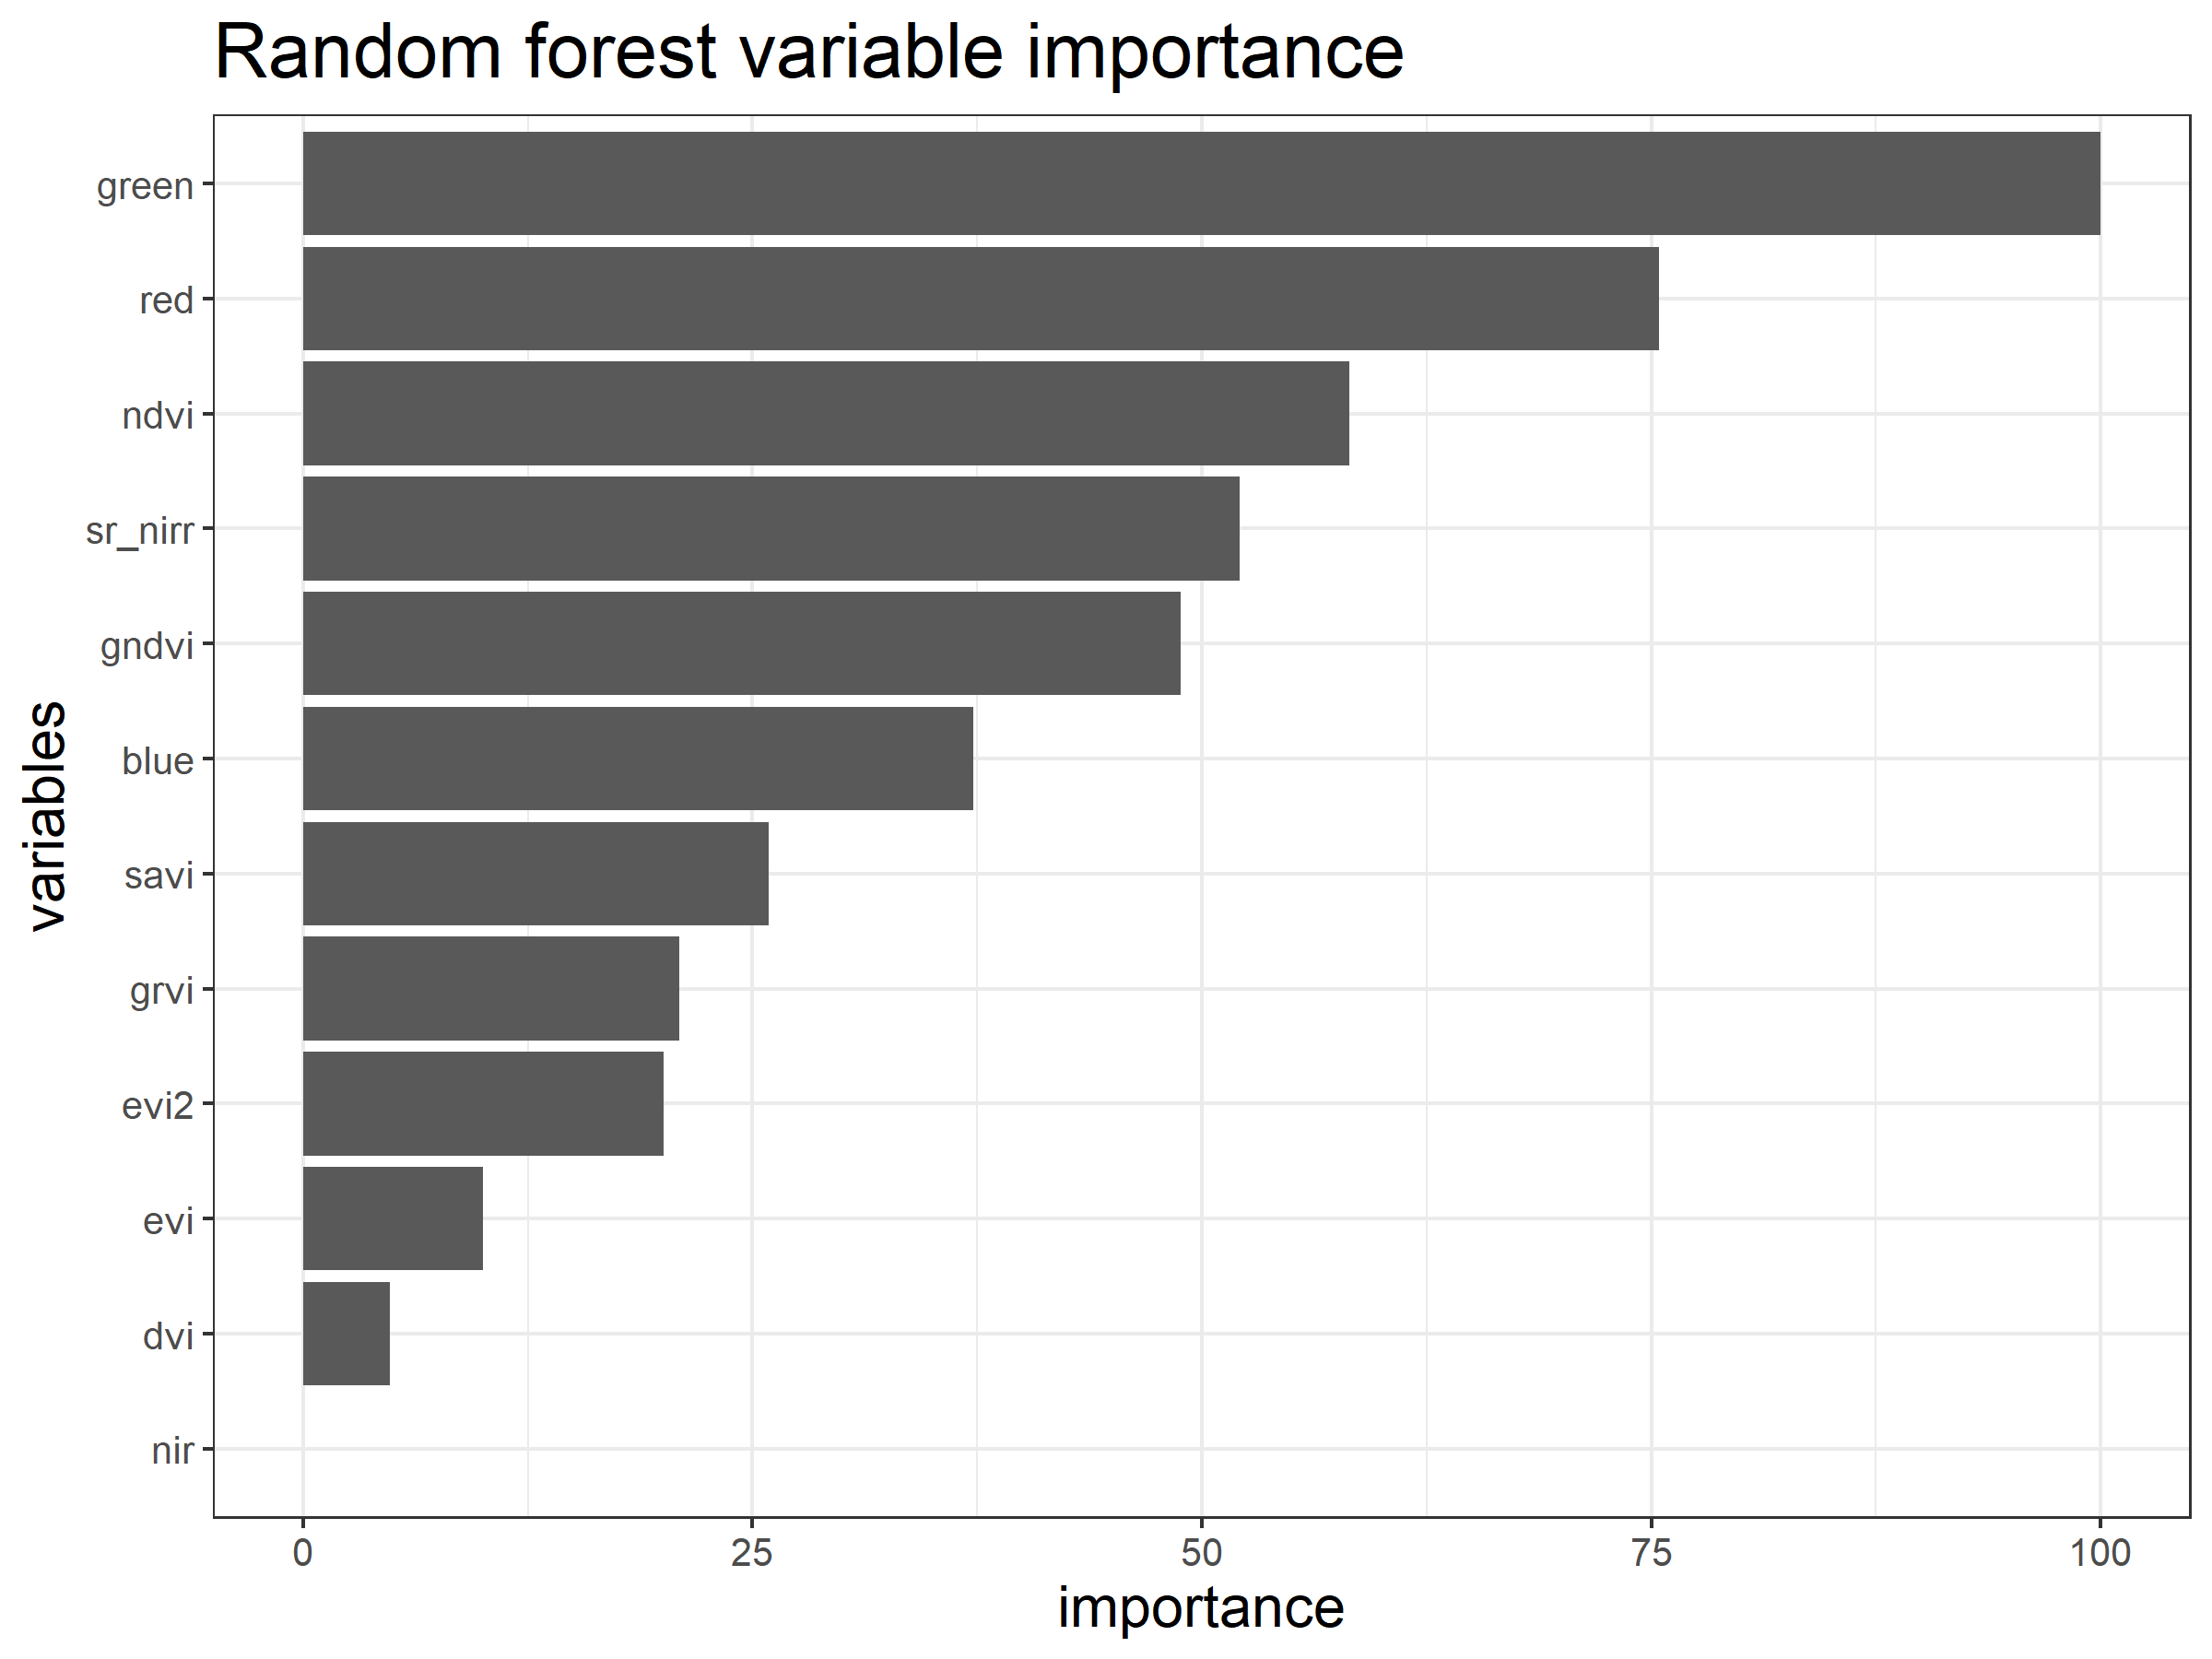 Random forest variable importance
green
red
ndvi
sr_nirr
gndvi
blue
savi
grvi
evi2
evi
dvi
nir
variables
0 25 50 75 100
importance